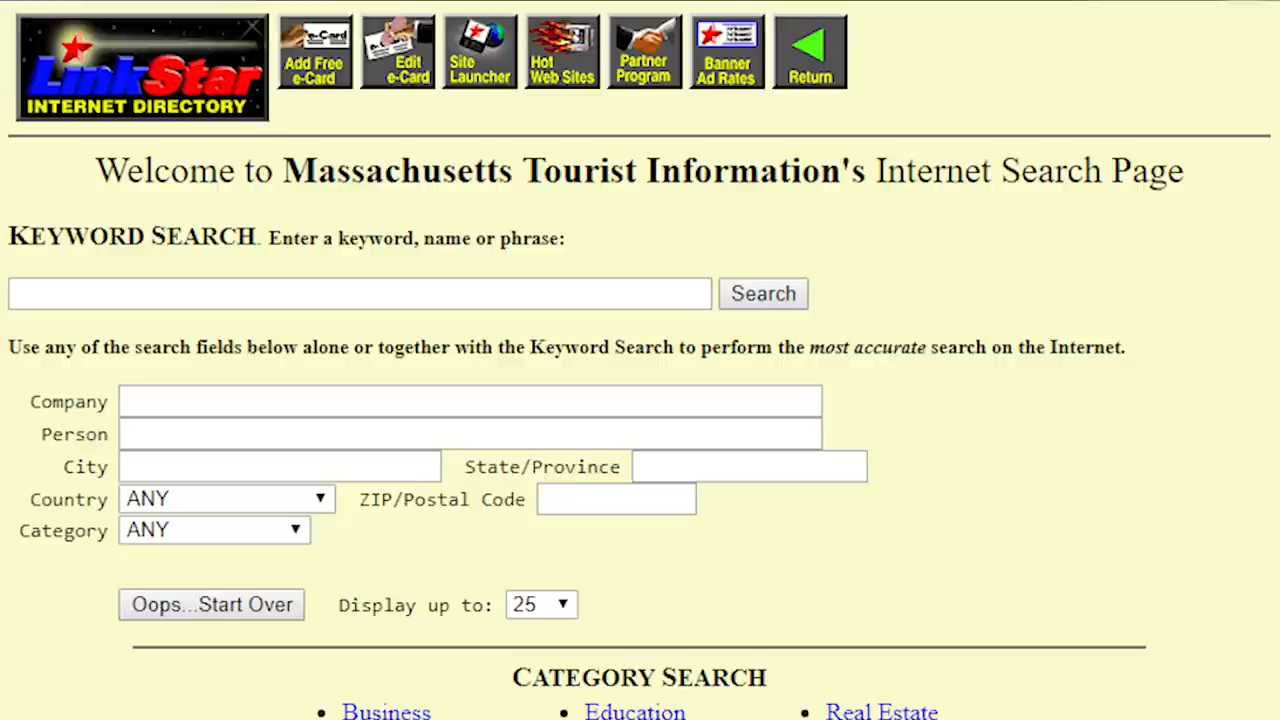 LinkStar
INTERNET DIRECTORY
e-Card
Add Free
e-Card
e-Card
Edit
e-Card
Site
Launcher
Hot
Web Sites
Partner
Program
Banner
Ad Rates
Return
Welcome to Massachusetts Tourist Information's Internet Search Page
KEYWORD SEARCH. Enter a keyword, name or phrase:
Search
Use any of the search fields below alone or together with the Keyword Search to perform the most accurate search on the Internet.
Company
Person
City State/Province
Country ANY ZIP/Postal Code
Category ANY
Oops...Start Over Display up to: 25
CATEGORY SEARCH
• Business • Education • Real Estate